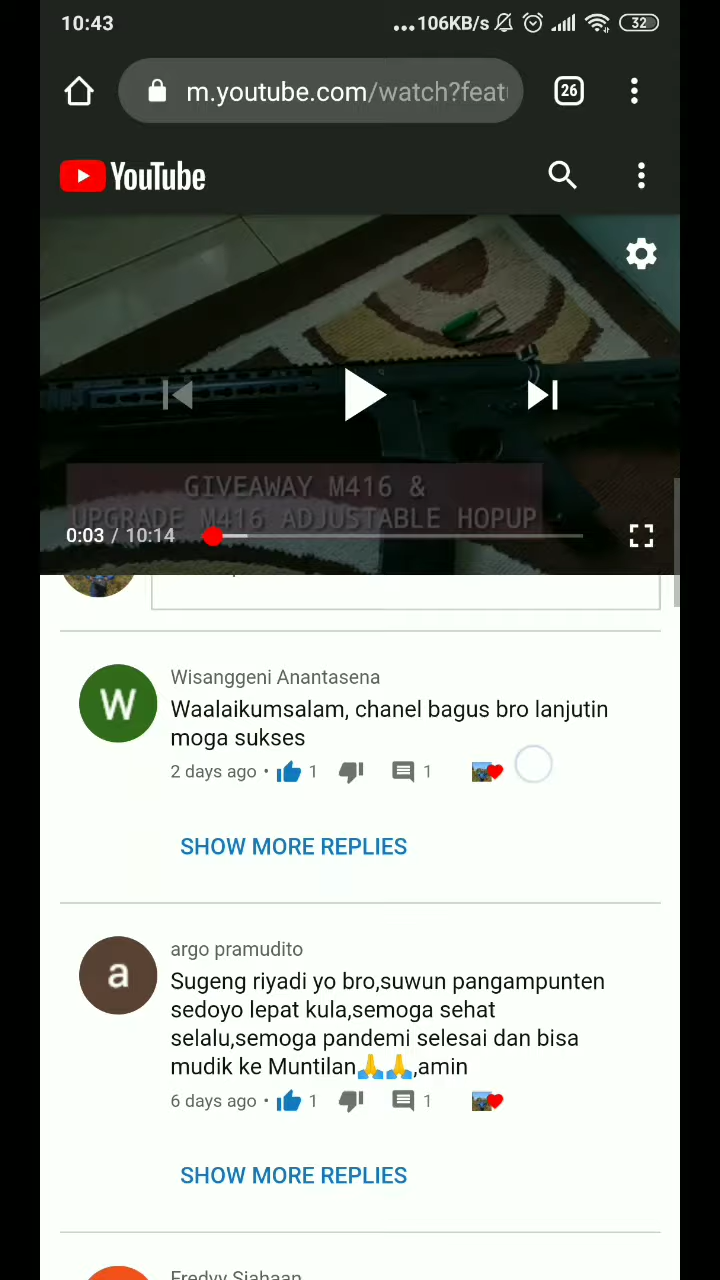 10:43
...106KB/s
32
m.youtube.com/watch?feat
26
YouTube
GIVEAWAY M416 &
UPGRADE M416 ADJUSTABLE HOPUP
0:03 / 10:14
Wisanggeni Anantasena
Waalaikumsalam, chanel bagus bro lanjutin
moga sukses
2 days ago • 1 1
SHOW MORE REPLIES
argo pramudito
Sugeng riyadi yo bro,suwun pangampunten
sedoyo lepat kula,semoga sehat
selalu,semoga pandemi selesai dan bisa
mudik ke Muntilan🙏🙏,amin
6 days ago • 1 1
SHOW MORE REPLIES
Fredyy Siahaan